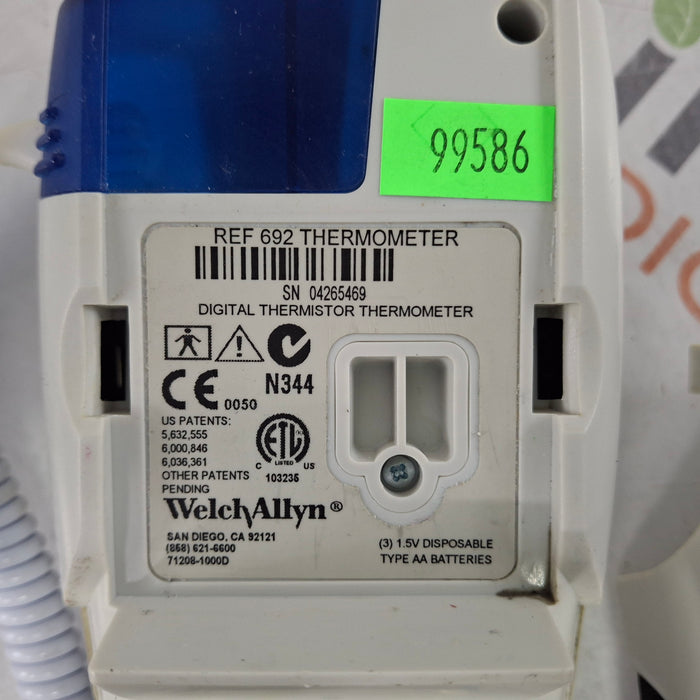 99586
REF 692 THERMOMETER
SN 04265469
DIGITAL THERMISTOR THERMOMETER
N344
CE 0050
US PATENTS:
5,632,555
6,000,846
6,036,361
OTHER PATENTS
PENDING
ETL
C LISTED US
103235
WelchAllyn®
SAN DIEGO, CA 92121
(858) 621-6600
71208-1000D
(3) 1.5V DISPOSABLE
TYPE AA BATTERIES